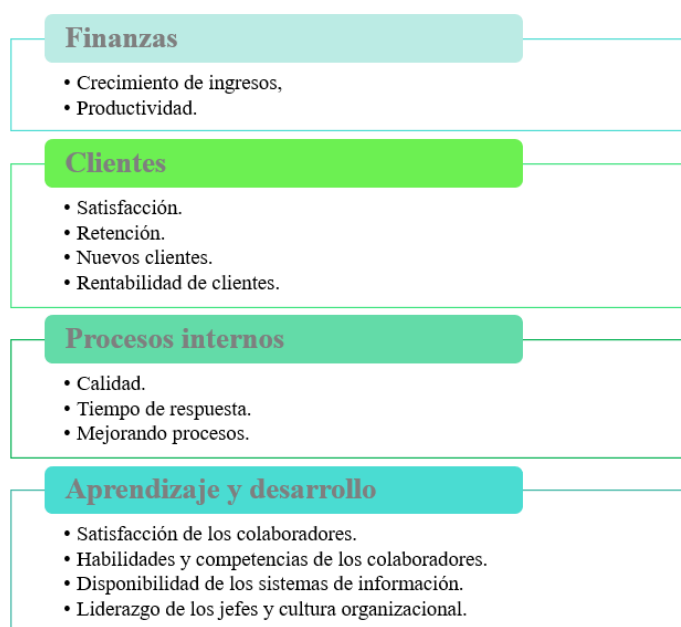 Finanzas
• Crecimiento de ingresos,
• Productividad.
Clientes
• Satisfacción.
• Retención.
• Nuevos clientes.
• Rentabilidad de clientes.
Procesos internos
• Calidad.
• Tiempo de respuesta.
• Mejorando procesos.
Aprendizaje y desarrollo
• Satisfacción de los colaboradores.
• Habilidades y competencias de los colaboradores.
• Disponibilidad de los sistemas de información.
• Liderazgo de los jefes y cultura organizacional.